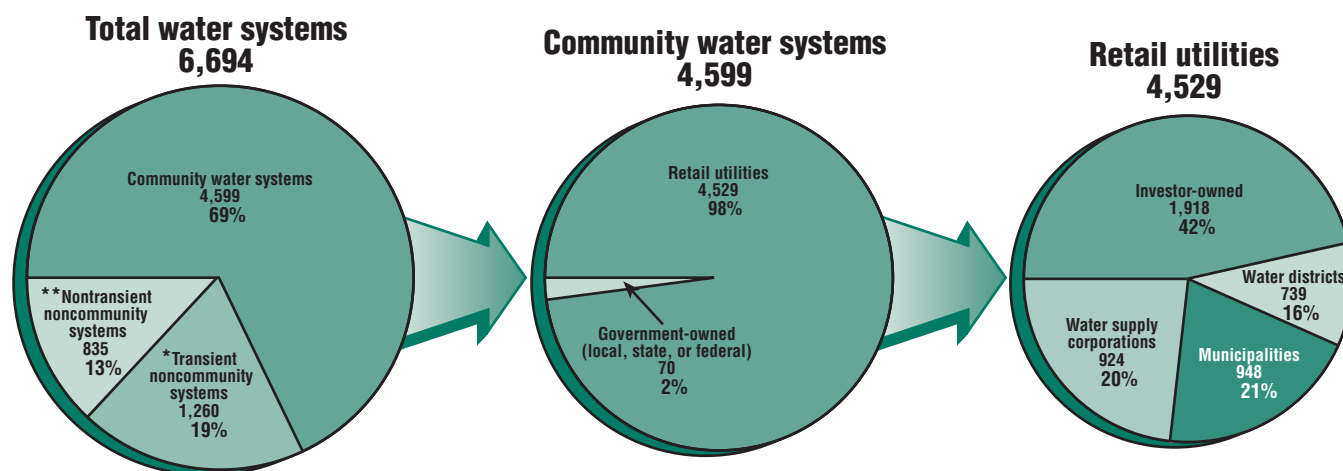 Total water systems
6,694
Community water systems
4,599
69%
**Nontransient
noncommunity
systems
835
13%
*Transient
noncommunity
systems
1,260
19%
Community water systems
4,599
Retail utilities
4,529
98%
Government-owned
(local, state, or federal)
70
2%
Retail utilities
4,529
Investor-owned
1,918
42%
Water districts
739
16%
Water supply
corporations
924
20%
Municipalities
948
21%